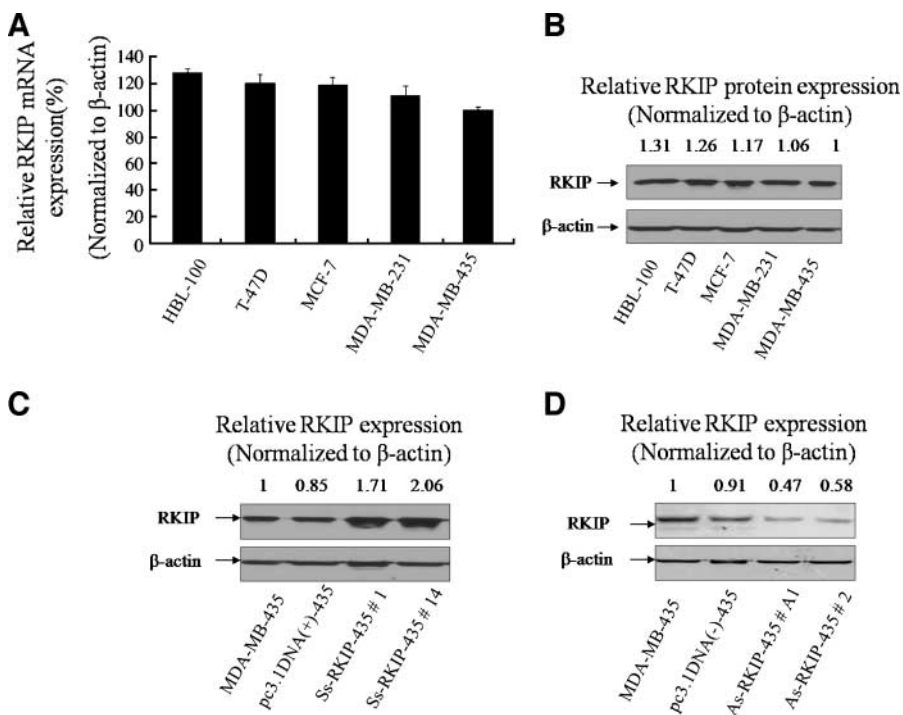 A
Relative RKIP mRNA
expression(%)
(Normalized to β-actin)
140
120
100
80
60
40
20
0
HBL-100
T-47D
MCF-7
MDA-MB-231
MDA-MB-435
B
Relative RKIP protein expression
(Normalized to β-actin)
1.31 1.26 1.17 1.06 1
RKIP
β-actin
HBL-100
T-47D
MCF-7
MDA-MB-231
MDA-MB-435
C
Relative RKIP expression
(Normalized to β-actin)
1 0.85 1.71 2.06
RKIP
β-actin
MDA-MB-435
pc3.1DNA(+)-435
Ss-RKIP-435 # 1
Ss-RKIP-435 # 14
D
Relative RKIP expression
(Normalized to β-actin)
1 0.91 0.47 0.58
RKIP
β-actin
MDA-MB-435
pc3.1DNA(-)-435
As-RKIP-435 # A1
As-RKIP-435 # 2